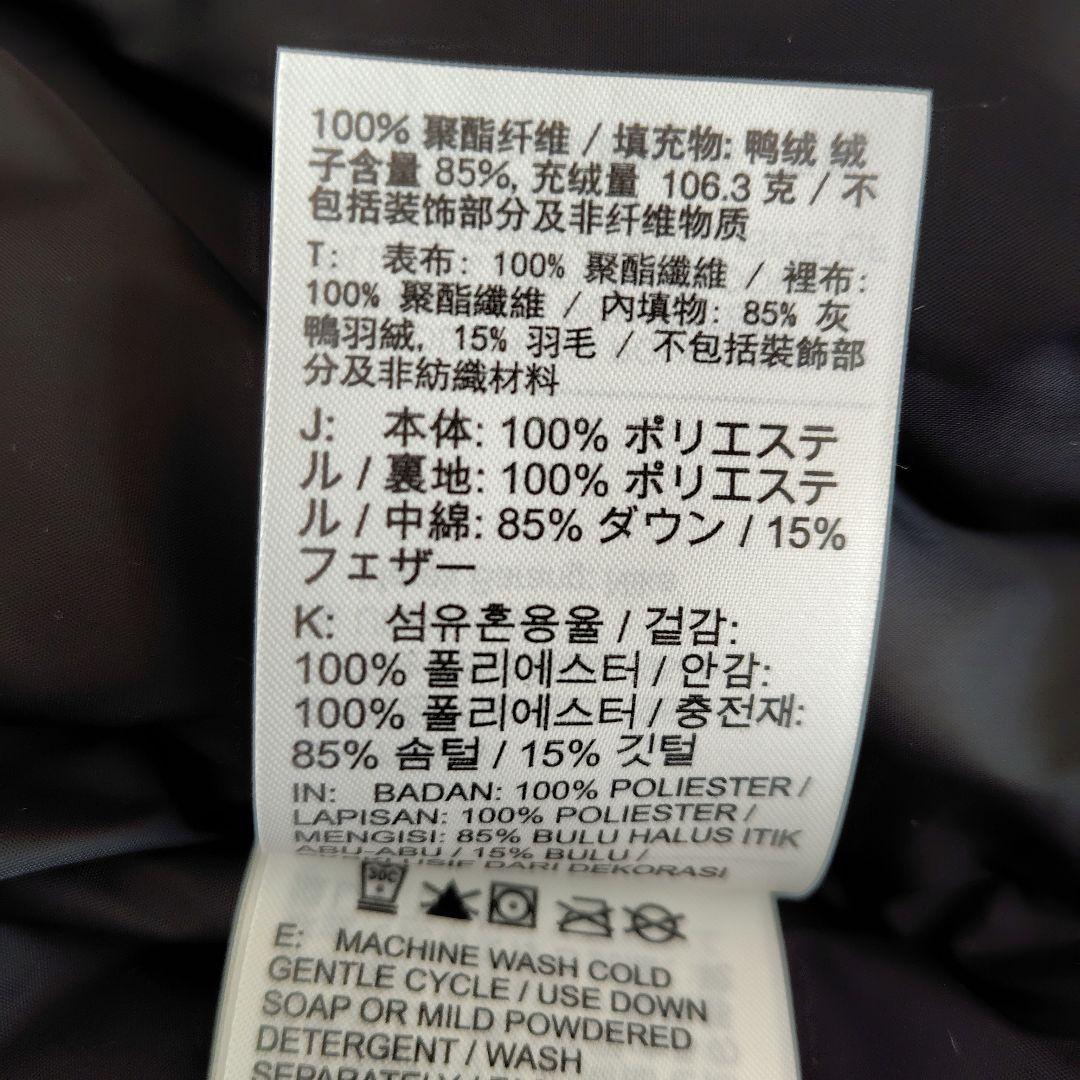 100% 聚酯纤维 / 填充物: 鸭绒 绒
子含量 85%, 充绒量 106.3 克 / 不
包括装饰部分及非纤维物质
T: 表布: 100% 聚酯纖維 / 裡布:
100% 聚酯纖維 / 內填物: 85% 灰
鴨羽絨, 15% 羽毛 / 不包括裝飾部
分及非紡織材料
J: 本体: 100% ポリエステ
ル / 裏地: 100% ポリエステ
ル / 中綿: 85% ダウン / 15%
フェザー
K: 섬유혼용율 / 겉감:
100% 폴리에스터 / 안감:
100% 폴리에스터 / 충전재:
85% 솜털 / 15% 깃털
IN: BADAN: 100% POLIESTER /
LAPISAN: 100% POLIESTER /
MENGISI: 85% BULU HALUS ITIK
ABU-ABU / 15% BULU /
DARI DEKORASI
30C
E: MACHINE WASH COLD
GENTLE CYCLE / USE DOWN
SOAP OR MILD POWDERED
DETERGENT / WASH
SEPARATELY /